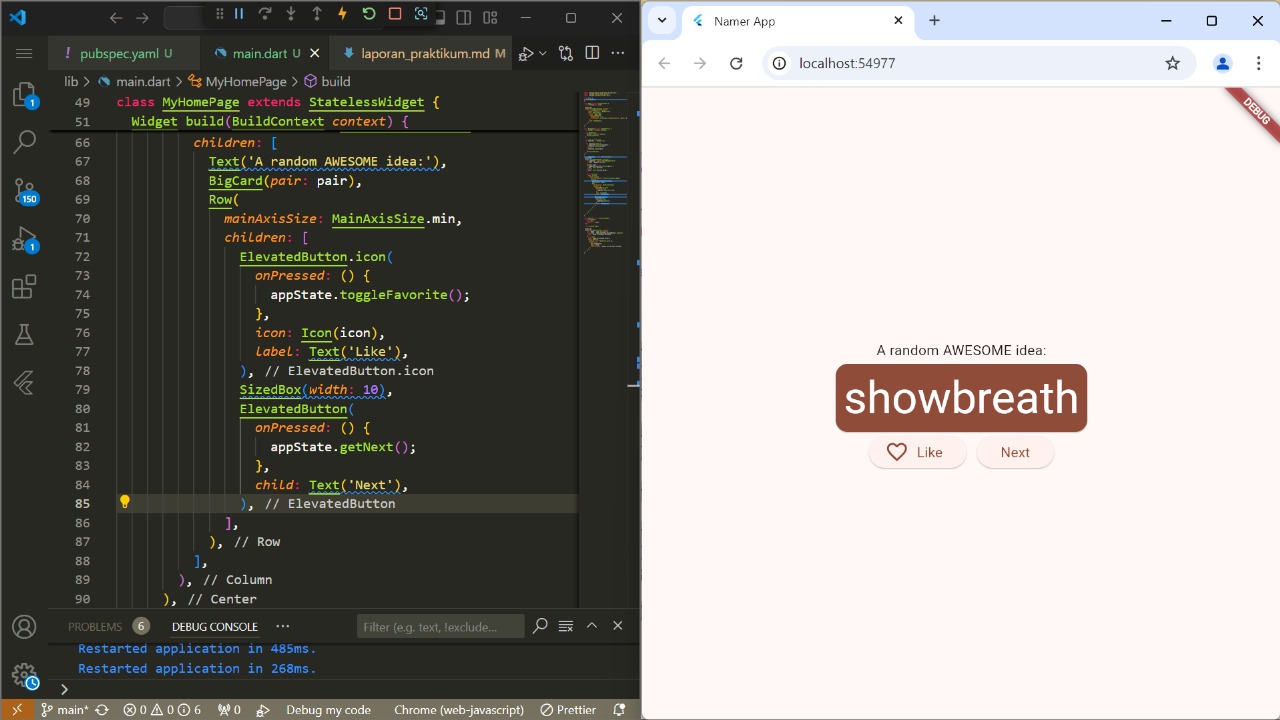 pubspec.yaml U
main.dart U
laporan_praktikum.md M
lib > main.dart > MyHomePage > build
class MyHomePage extends StatelessWidget {
51 Widget build(BuildContext context) {
66 children: [
67 Text('A random AWESOME idea:'),
68 BigCard(pair: pair),
69 Row(
70 mainAxisSize: MainAxisSize.min,
71 children: [
72 ElevatedButton.icon(
73 onPressed: () {
74 appState.toggleFavorite();
75 },
76 icon: Icon(icon),
77 label: Text('Like'),
78 ), // ElevatedButton.icon
79 SizedBox(width: 10),
80 ElevatedButton(
81 onPressed: () {
82 appState.getNext();
83 },
84 child: Text('Next'),
85 ), // ElevatedButton
86 ],
87 ), // Row
88 ],
89 ), // Column
90 ), // Center
1
150
1
PROBLEMS 6 DEBUG CONSOLE
Filter (e.g. text, !exclude...
Restarted application in 485ms.
Restarted application in 268ms.
main* 0 0 6 0 Debug my code Chrome (web-javascript) Prettier
Namer App
localhost:54977
DEBUG
A random AWESOME idea:
showbreath
Like
Next